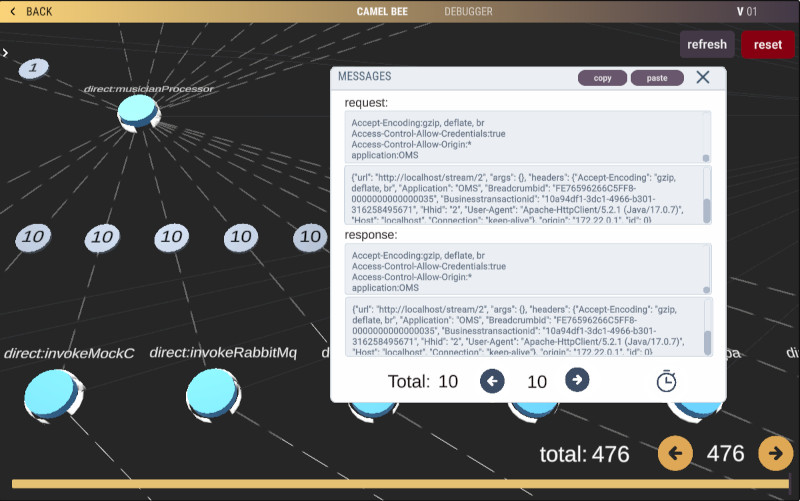 BACK
CAMEL BEE
DEBUGGER
V 01
refresh
reset
1
direct:musicianProcessor
MESSAGES
copy
paste
request:
Accept-Encoding:gzip, deflate, br
Access-Control-Allow-Credentials:true
Access-Control-Allow-Origin:*
application:OMS
{"url": "http://localhost/stream/2", "args": {}, "headers": {"Accept-Encoding": "gzip,
deflate, br", "Application": "OMS", "Breadcrumbid": "FE76596266C5FF8-
0000000000000035", "Businesstransactionid": "10a94df1-3dc1-4966-b301-
316258495671", "Hhid": "2", "User-Agent": "Apache-HttpClient/5.2.1 (Java/17.0.7)",
"Host": "localhost", "Connection": "keep-alive"}, "origin": "172.22.0.1", "id": 0}
response:
Accept-Encoding:gzip, deflate, br
Access-Control-Allow-Credentials:true
Access-Control-Allow-Origin:*
application:OMS
{"url": "http://localhost/stream/2", "args": {}, "headers": {"Accept-Encoding": "gzip,
deflate, br", "Application": "OMS", "Breadcrumbid": "FE76596266C5FF8-
0000000000000035", "Businesstransactionid": "10a94df1-3dc1-4966-b301-
316258495671", "Hhid": "2", "User-Agent": "Apache-HttpClient/5.2.1 (Java/17.0.7)",
"Host": "localhost", "Connection": "keep-alive"}, "origin": "172.22.0.1", "id": 0}
Total: 10
10
10
10
10
10
10
direct:invokeMockC
direct:invokeRabbitMq
total: 476
476